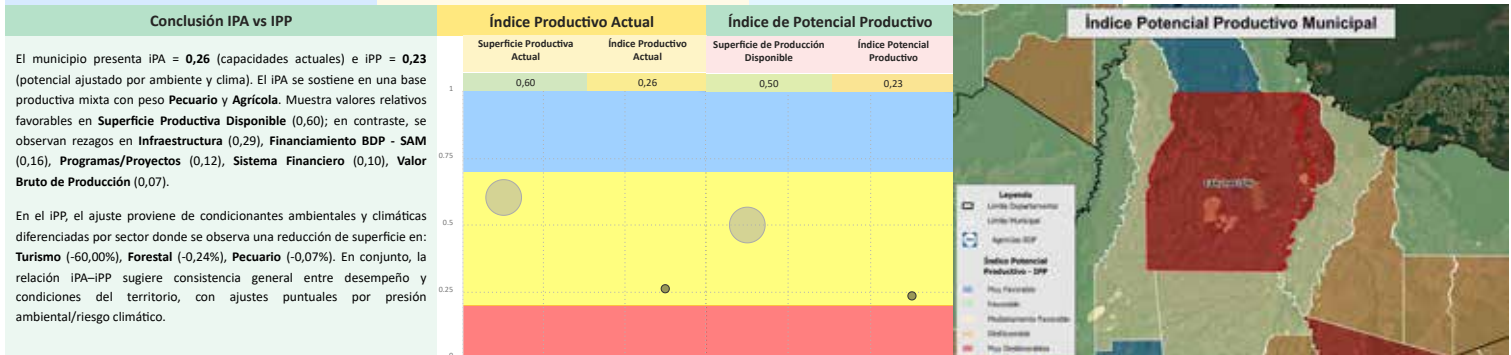 Conclusión IPA vs IPP
El municipio presenta iPA = 0,26 (capacidades actuales) e iPP = 0,23
(potencial ajustado por ambiente y clima). El iPA se sostiene en una base
productiva mixta con peso Pecuario y Agrícola. Muestra valores relativos
favorables en Superficie Productiva Disponible (0,60); en contraste, se
observan rezagos en Infraestructura (0,29), Financiamiento BDP - SAM
(0,16), Programas/Proyectos (0,12), Sistema Financiero (0,10), Valor
Bruto de Producción (0,07).
En el iPP, el ajuste proviene de condicionantes ambientales y climáticas
diferenciadas por sector donde se observa una reducción de superficie en:
Turismo (-60,00%), Forestal (-0,24%), Pecuario (-0,07%). En conjunto, la
relación iPA–iPP sugiere consistencia general entre desempeño y
condiciones del territorio, con ajustes puntuales por presión
ambiental/riesgo climático.
Índice Productivo Actual
Índice de Potencial Productivo
Superficie Productiva
Actual
Índice Productivo
Actual
Superficie de Producción
Disponible
Índice Potencial
Productivo
0,60
0,26
0,50
0,23
1
0.75
0.5
0.25
0
Índice Potencial Productivo Municipal
Leyenda
Limite Departamento
Limite Municipal
Agencias BDP
Índice Potencial
Productivo - IPP
Muy Favorable
Favorable
Medianamente Favorable
Desfavorable
Muy Desfavorable